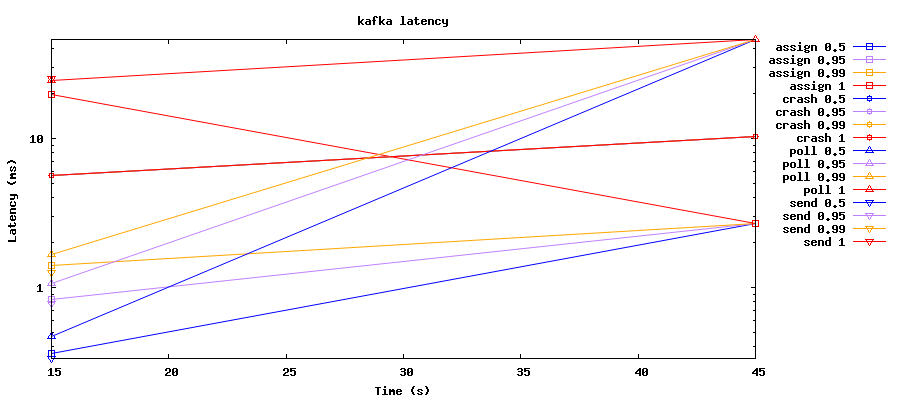 kafka latency
assign 0.5
assign 0.95
assign 0.99
assign 1
crash 0.5
crash 0.95
crash 0.99
crash 1
poll 0.5
poll 0.95
poll 0.99
poll 1
send 0.5
send 0.95
send 0.99
send 1
Latency (ms)
10
1
15 20 25 30 35 40 45
Time (s)